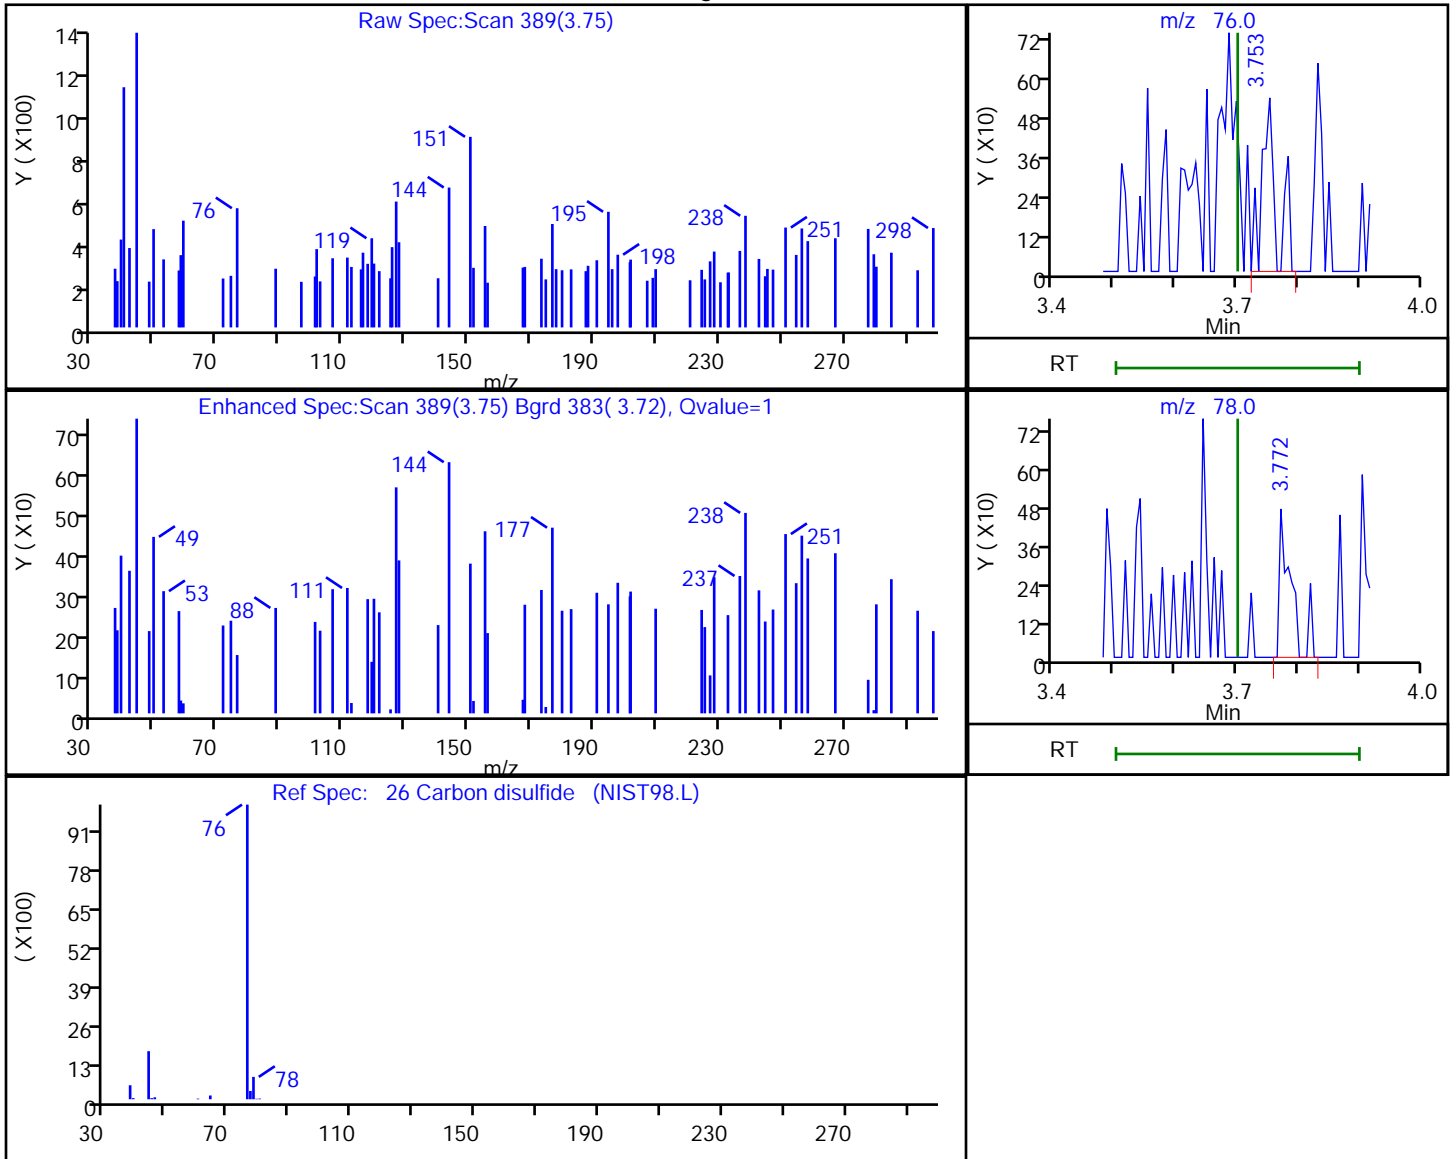 Raw Spec:Scan 389(3.75)
Y ( X100)
14
12
10
8
6
4
2
0
76
119
144
151
195
198
238
251
298
30 70 110 150 190 230 270
m/z
m/z 76.0
Y ( X10)
72
60
48
36
24
12
0
3.753
3.4 3.7 4.0
Min
RT
Enhanced Spec:Scan 389(3.75) Bgrd 383( 3.72), Qvalue=1
Y ( X10)
70
60
50
40
30
20
10
0
49
53
88
111
144
177
237
238
251
30 70 110 150 190 230 270
m/z
m/z 78.0
Y ( X10)
72
60
48
36
24
12
0
3.772
3.4 3.7 4.0
Min
RT
Ref Spec: 26 Carbon disulfide (NIST98.L)
( X100)
91
78
65
52
39
26
13
0
76
78
30 70 110 150 190 230 270